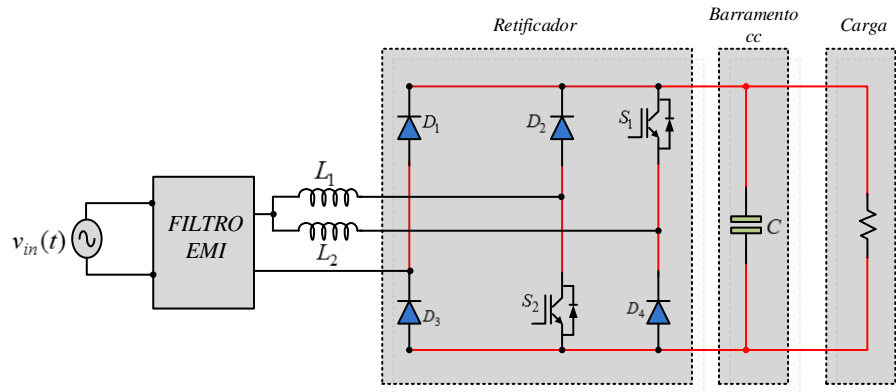 Retificador
Barramento
cc
Carga
D1
D2
S1
L1
L2
FILTRO
EMI
vin(t)
C
D3
S2
D4